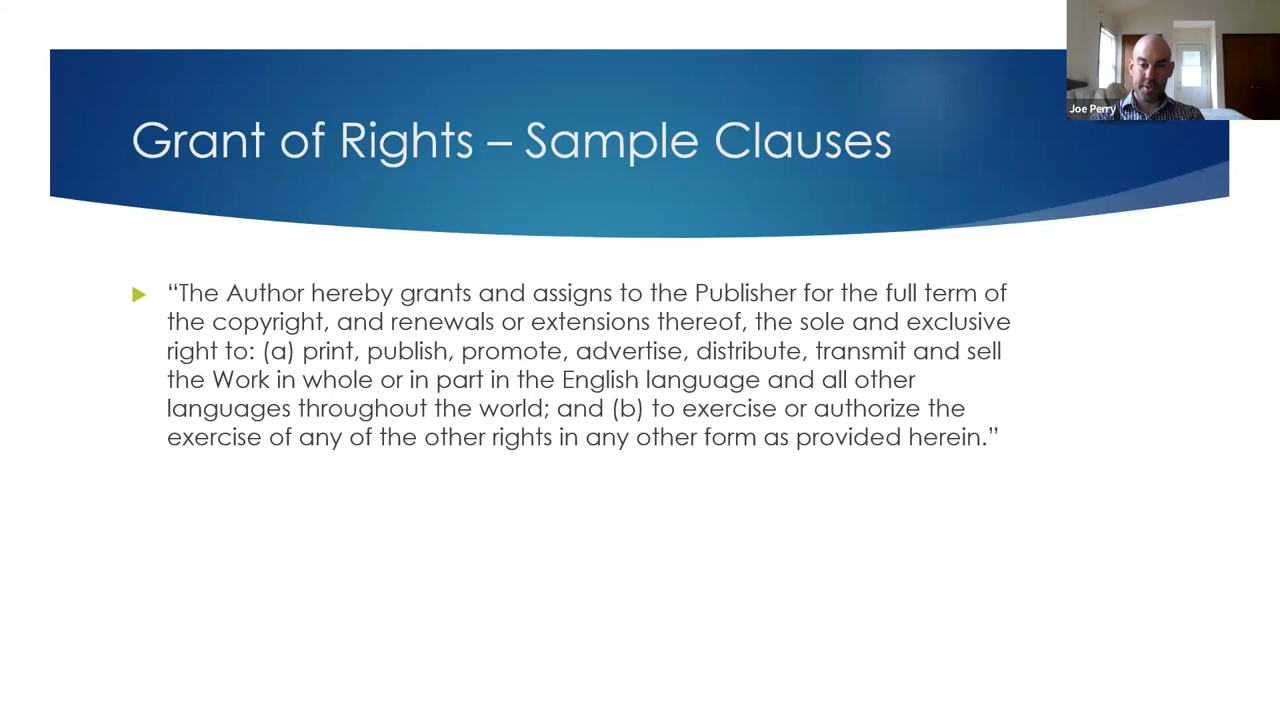 Joe Perry
Grant of Rights – Sample Clauses
“The Author hereby grants and assigns to the Publisher for the full term of
the copyright, and renewals or extensions thereof, the sole and exclusive
right to: (a) print, publish, promote, advertise, distribute, transmit and sell
the Work in whole or in part in the English language and all other
languages throughout the world; and (b) to exercise or authorize the
exercise of any of the other rights in any other form as provided herein.”